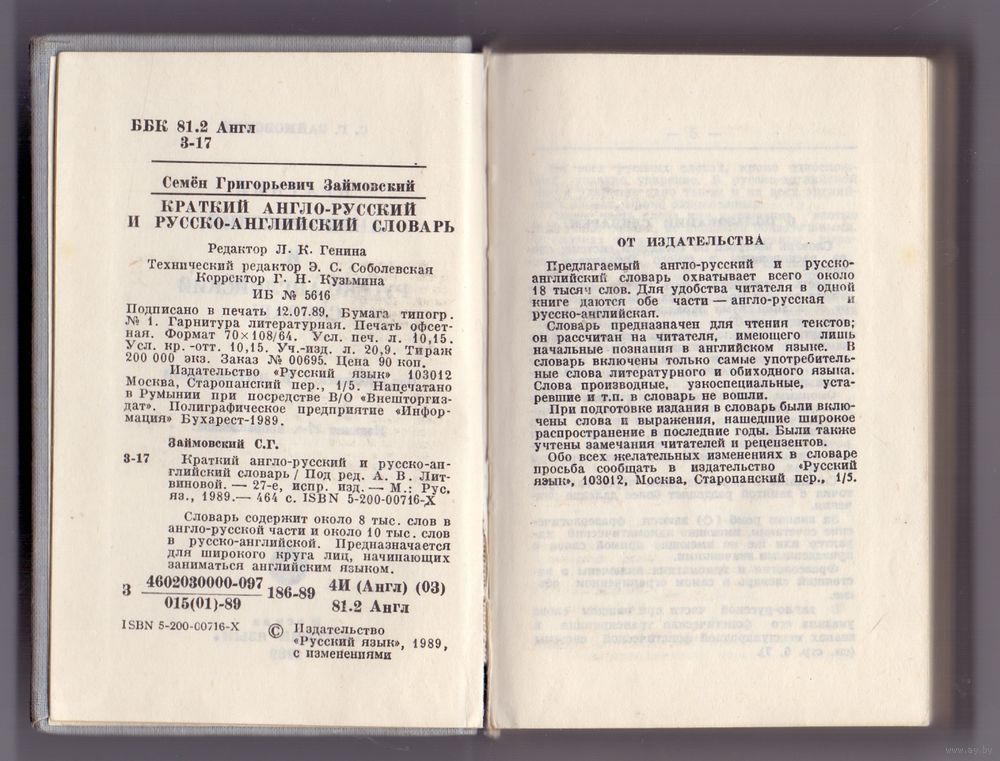 ББК 81.2 Англ
З-17
Семён Григорьевич Займовский
КРАТКИЙ АНГЛО-РУССКИЙ
И РУССКО-АНГЛИЙСКИЙ СЛОВАРЬ
Редактор Л. К. Генина
Технический редактор Э. С. Соболевская
Корректор Г. Н. Кузьмина
ИБ № 5616
Подписано в печать 12.07.89. Бумага типогр.
№ 1. Гарнитура литературная. Печать офсет-
ная. Формат 70×108/64. Усл. печ. л. 10,15.
Усл. кр.-отт. 10,15. Уч.-изд. л. 20,9. Тираж
200 000 экз. Заказ № 00695. Цена 90 коп.
Издательство «Русский язык» 103012
Москва, Старопанский пер., 1/5. Напечатано
в Румынии при посредстве В/О «Внешторгиз-
дат». Полиграфическое предприятие «Инфор-
мация» Бухарест-1989.
Займовский С.Г.
З-17 Краткий англо-русский и русско-ан-
глийский словарь / Под ред. А. В. Лит-
виновой. — 27-е, испр. изд. — М.: Рус.
яз., 1989.— 464 с. ISBN 5-200-00716-X
Словарь содержит около 8 тыс. слов в
англо-русской части и около 10 тыс. слов
в русско-английской. Предназначается
для широкого круга лиц, начинающих
заниматься английским языком.
З 4602030000-097 186-89 4И (Англ) (03)
015(01)-89 81.2 Англ
ISBN 5-200-00716-X
© Издательство
«Русский язык», 1989,
с изменениями
ОТ ИЗДАТЕЛЬСТВА
Предлагаемый англо-русский и русско-
английский словарь охватывает всего около
18 тысяч слов. Для удобства читателя в одной
книге даются обе части — англо-русская и
русско-английская.
Словарь предназначен для чтения текстов;
он рассчитан на читателя, имеющего лишь
начальные познания в английском языке. В
словарь включены только самые употребитель-
ные слова литературного и обиходного языка.
Слова производные, узкоспециальные, уста-
ревшие и т.п. в словарь не вошли.
При подготовке издания в словарь были вклю-
чены слова и выражения, нашедшие широкое
распространение в последние годы. Были также
учтены замечания читателей и рецензентов.
Обо всех желательных изменениях в словаре
просьба сообщать в издательство «Русский
язык», 103012, Москва, Старопанский пер., 1/5.
www.ay.by